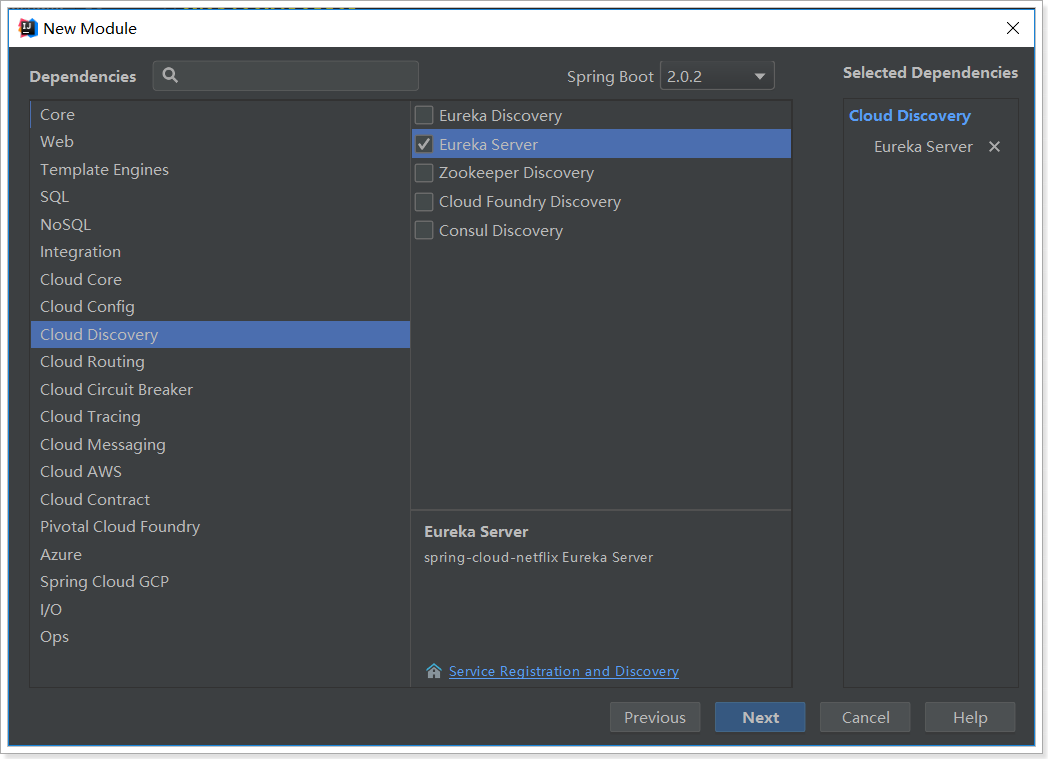 New Module
Dependencies
Spring Boot 2.0.2
Selected Dependencies
Core
Web
Template Engines
SQL
NoSQL
Integration
Cloud Core
Cloud Config
Cloud Discovery
Cloud Routing
Cloud Circuit Breaker
Cloud Tracing
Cloud Messaging
Cloud AWS
Cloud Contract
Pivotal Cloud Foundry
Azure
Spring Cloud GCP
I/O
Ops
Eureka Discovery
Eureka Server
Zookeeper Discovery
Cloud Foundry Discovery
Consul Discovery
Eureka Server
spring-cloud-netflix Eureka Server
Service Registration and Discovery
Cloud Discovery
Eureka Server
Previous
Next
Cancel
Help